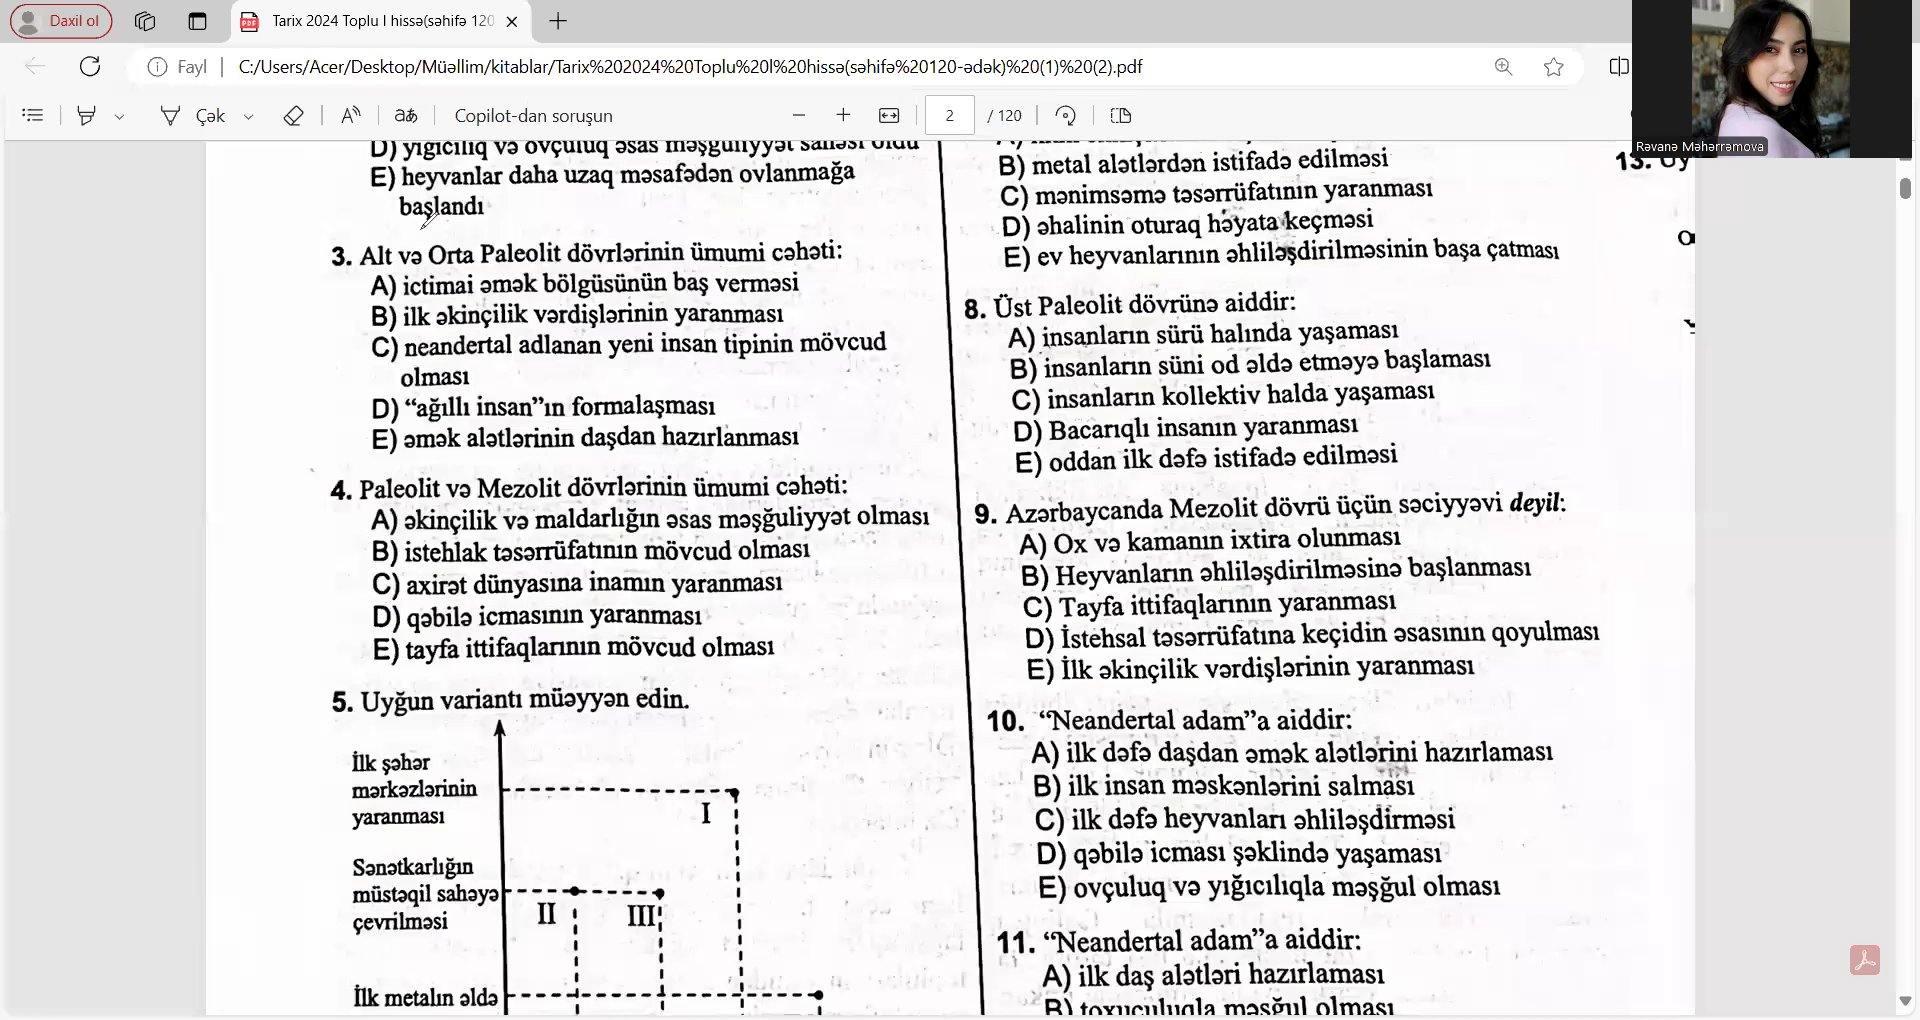 Daxil ol
Tarix 2024 Toplu I hissə(səhifə 120
Fayl
C:/Users/Acer/Desktop/Müəllim/kitablar/Tarix%202024%20Toplu%20I%20hissə(səhifə%20120-ədək)%20(1)%20(2).pdf
Çək
Copilot-dan soruşun
2
/ 120
Rəvanə Məhərrəmova
D) yığıcılıq və ovçuluq əsas məşğuliyyət sahəsi oldu
E) heyvanlar daha uzaq məsafədən ovlanmağa
başlandı
3. Alt və Orta Paleolit dövrlərinin ümumi cəhəti:
A) ictimai əmək bölgüsünün baş verməsi
B) ilk əkinçilik vərdişlərinin yaranması
C) neandertal adlanan yeni insan tipinin mövcud
olması
D) “ağıllı insan”ın formalaşması
E) əmək alətlərinin daşdan hazırlanması
4. Paleolit və Mezolit dövrlərinin ümumi cəhəti:
A) əkinçilik və maldarlığın əsas məşğuliyyət olması
B) istehlak təsərrüfatının mövcud olması
C) axirət dünyasına inamın yaranması
D) qəbilə icmasının yaranması
E) tayfa ittifaqlarının mövcud olması
5. Uyğun variantı müəyyən edin.
İlk şəhər
mərkəzlərinin
yaranması
I
Sənətkarlığın
müstəqil sahəyə
çevrilməsi
II
III
İlk metalın əldə
B) metal alətlərdən istifadə edilməsi
C) mənimsəmə təsərrüfatının yaranması
D) əhalinin oturaq həyata keçməsi
E) ev heyvanlarının əhliləşdirilməsinin başa çatması
8. Üst Paleolit dövrünə aiddir:
A) insanların sürü halında yaşaması
B) insanların süni od əldə etməyə başlaması
C) insanların kollektiv halda yaşaması
D) Bacarıqlı insanın yaranması
E) oddan ilk dəfə istifadə edilməsi
9. Azərbaycanda Mezolit dövrü üçün səciyyəvi deyil:
A) Ox və kamanın ixtira olunması
B) Heyvanların əhliləşdirilməsinə başlanması
C) Tayfa ittifaqlarının yaranması
D) İstehsal təsərrüfatına keçidin əsasının qoyulması
E) İlk əkinçilik vərdişlərinin yaranması
10. “Neandertal adam”a aiddir:
A) ilk dəfə daşdan əmək alətlərini hazırlaması
B) ilk insan məskənlərini salması
C) ilk dəfə heyvanları əhliləşdirməsi
D) qəbilə icması şəklində yaşaması
E) ovçuluq və yığıcılıqla məşğul olması
11. “Neandertal adam”a aiddir:
A) ilk daş alətləri hazırlaması
B) toxuculuqla məşğul olması
13. Uy